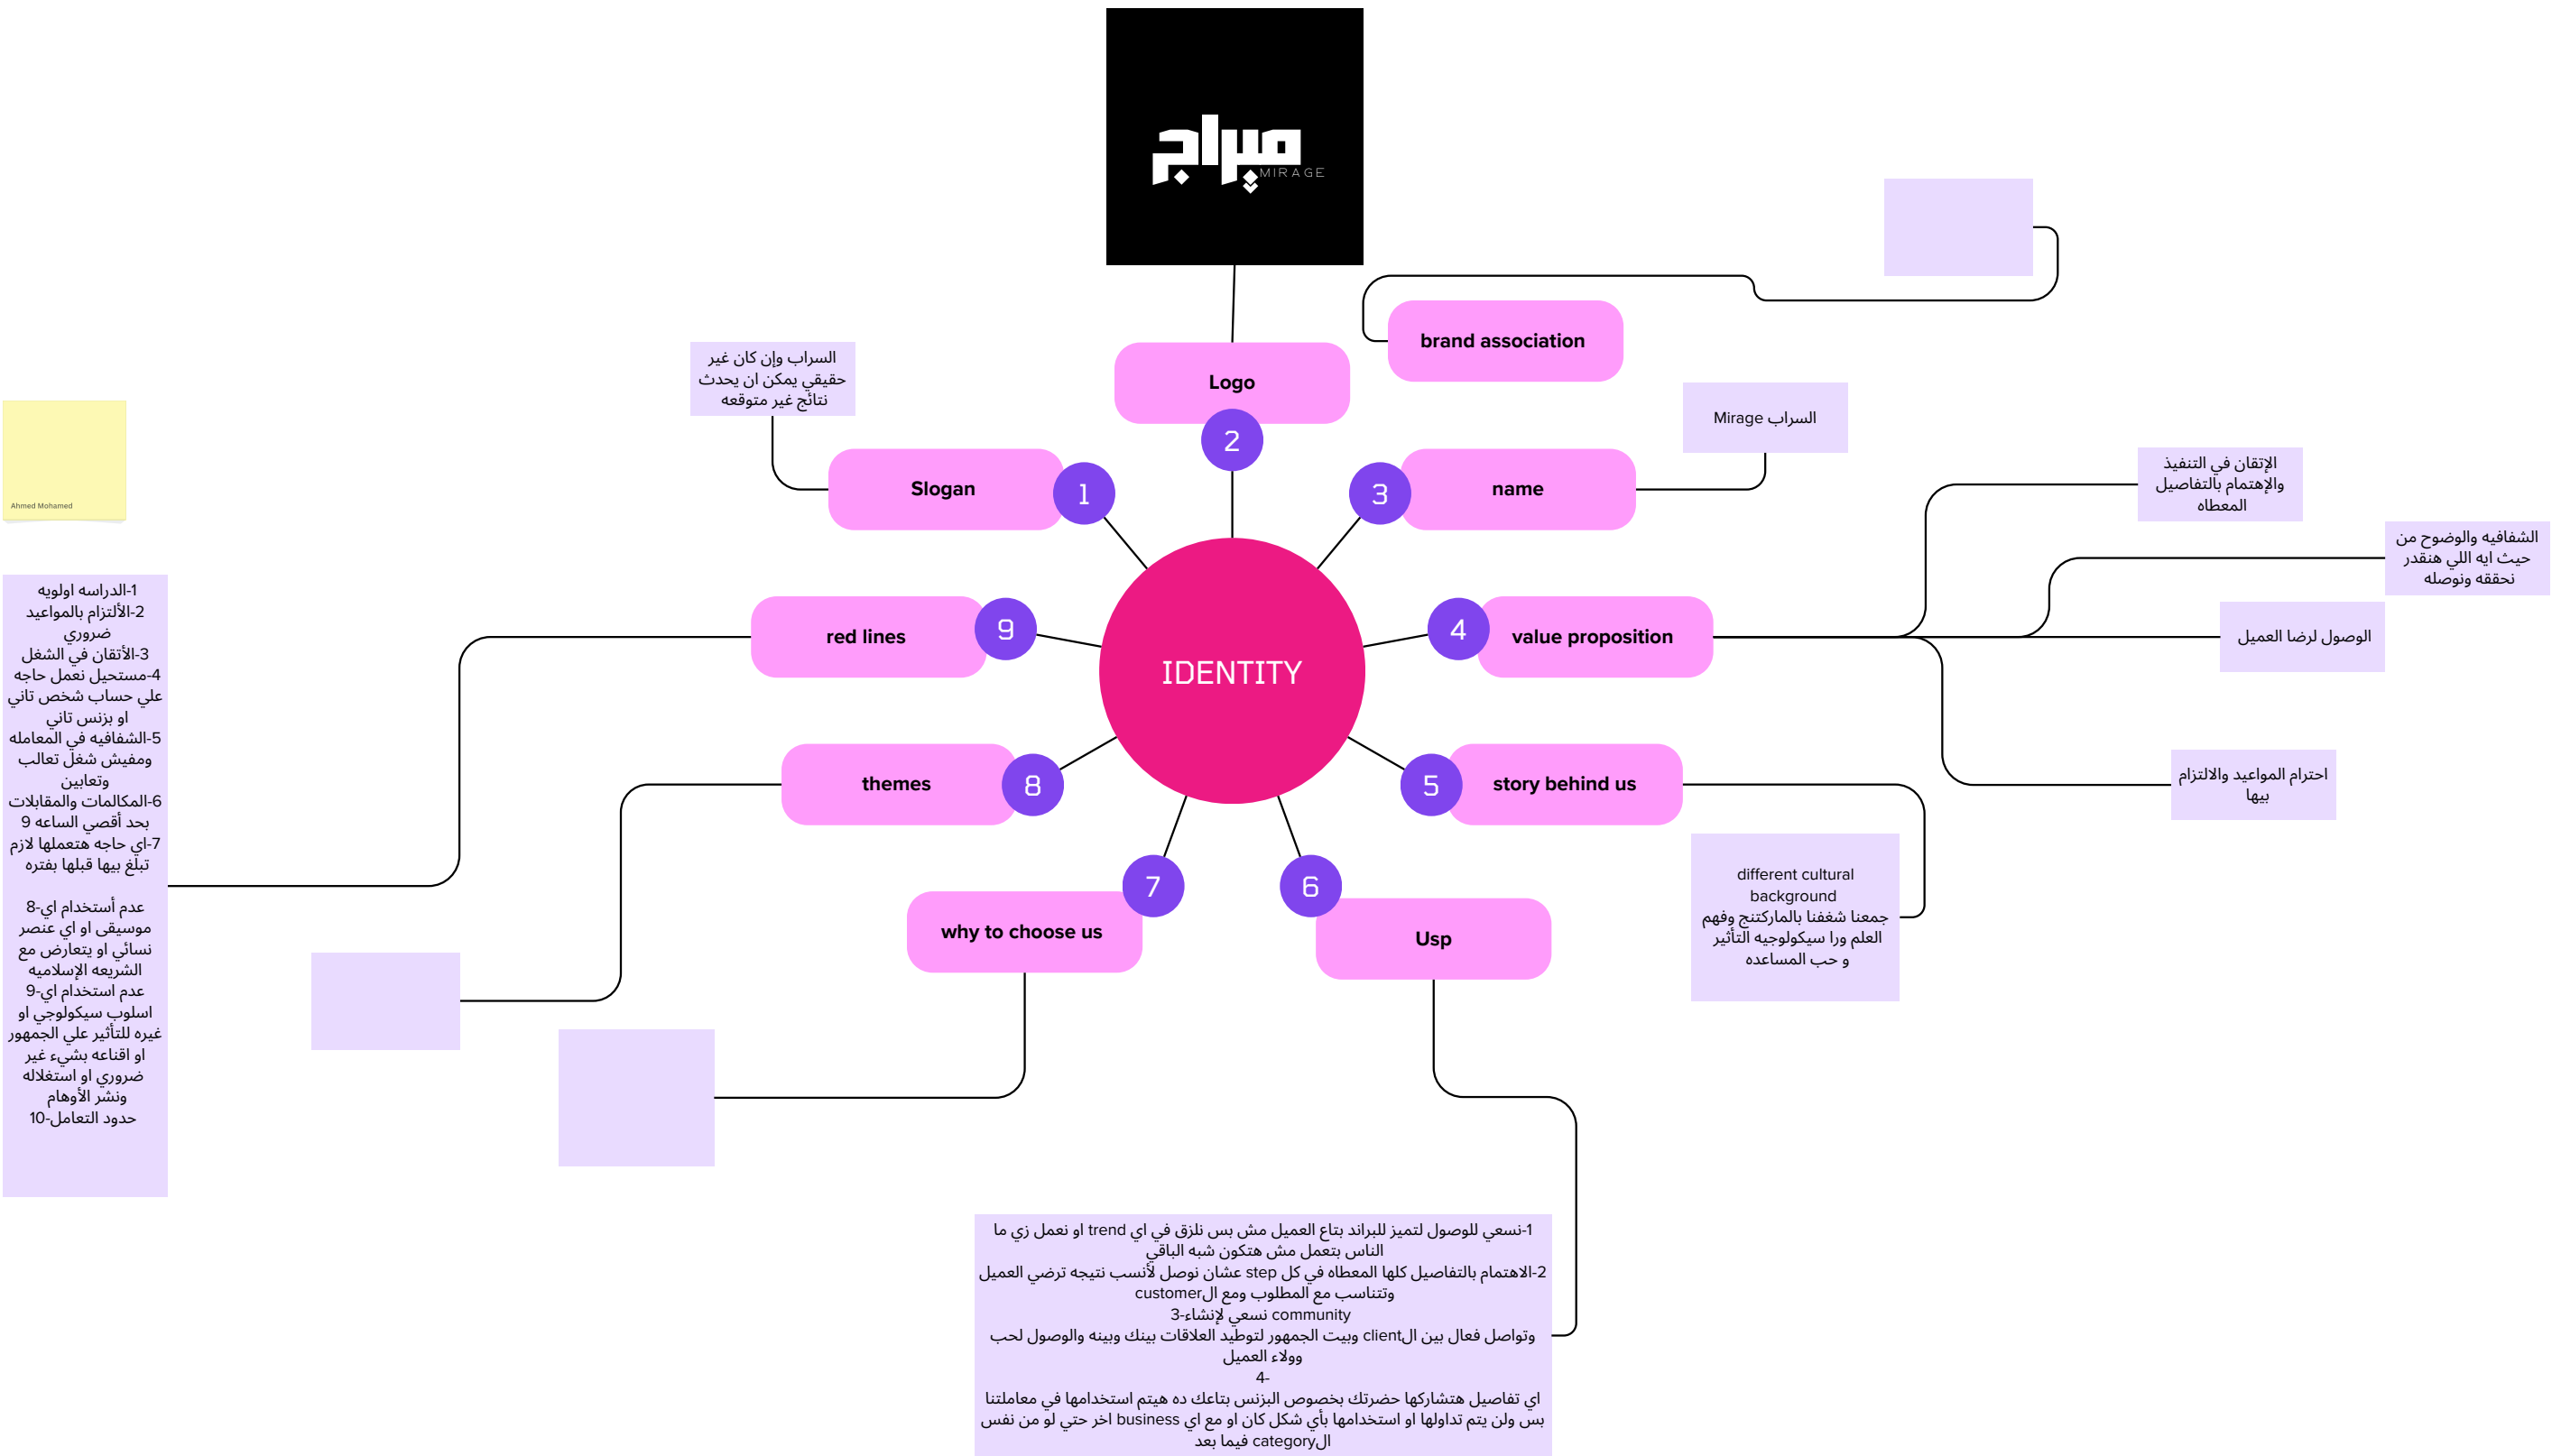 ميراج
MIRAGE
brand association
Logo
2
السراب وإن كان غير
حقيقي يمكن ان يحدث
نتائج غير متوقعه
Slogan
1
3
name
السراب Mirage
Ahmed Mohamed
IDENTITY
4
value proposition
الإتقان في التنفيذ
والإهتمام بالتفاصيل
المعطاه
الشفافيه والوضوح من
حيث ايه اللي هنقدر
نحققه ونوصله
الوصول لرضا العميل
احترام المواعيد والالتزام
بيها
5
story behind us
different cultural
background
جمعنا شغفنا بالماركتنج وفهم
العلم ورا سيكولوجيه التأثير
و حب المساعده
6
Usp
1-نسعي للوصول لتميز للبراند بتاع العميل مش بس نلزق في اي trend او نعمل زي ما
الناس بتعمل مش هتكون شبه الباقي
2-الاهتمام بالتفاصيل كلها المعطاه في كل step عشان نوصل لأنسب نتيجه ترضي العميل
وتتناسب مع المطلوب ومع الcustomer
3-نسعي لإنشاء community
وتواصل فعال بين الclient وبيت الجمهور لتوطيد العلاقات بينك وبينه والوصول لحب
وولاء العميل
4-
اي تفاصيل هتشاركها حضرتك بخصوص البزنس بتاعك ده هيتم استخدامها في معاملتنا
بس ولن يتم تداولها او استخدامها بأي شكل كان او مع اي business اخر حتي لو من نفس
الcategory فيما بعد
7
why to choose us
8
themes
9
red lines
1-الدراسه اولويه
2-الألتزام بالمواعيد
ضروري
3-الأتقان في الشغل
4-مستحيل نعمل حاجه
علي حساب شخص تاني
او بزنس تاني
5-الشفافيه في المعامله
ومفيش شغل تعالب
وتعابين
6-المكالمات والمقابلات
بحد أقصي الساعه 9
7-اي حاجه هتعملها لازم
تبلغ بيها قبلها بفتره
8-عدم أستخدام اي
موسيقى او اي عنصر
نسائي او يتعارض مع
الشريعه الإسلاميه
9-عدم استخدام اي
اسلوب سيكولوجي او
غيره للتأثير علي الجمهور
او اقناعه بشيء غير
ضروري او استغلاله
ونشر الأوهام
10-حدود التعامل